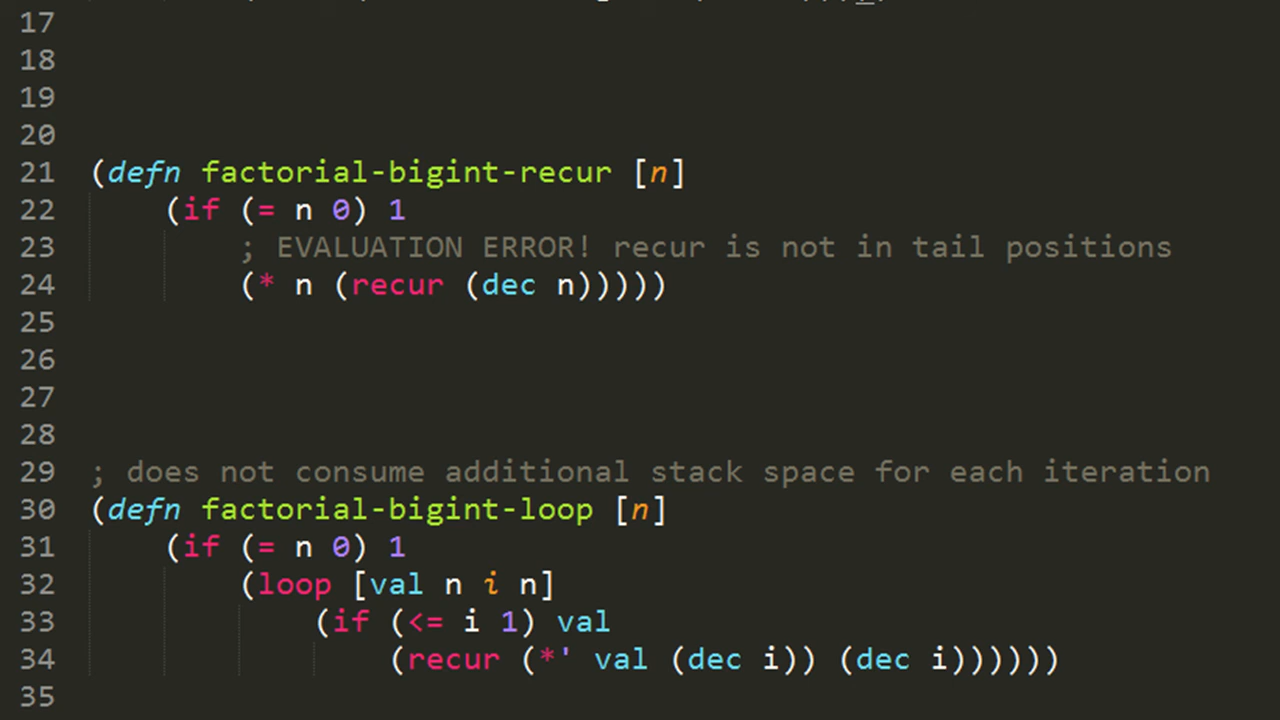 17
18
19
20
21 (defn factorial-bigint-recur [n]
22 (if (= n 0) 1
23 ; EVALUATION ERROR! recur is not in tail positions
24 (* n (recur (dec n)))))
25
26
27
28
29 ; does not consume additional stack space for each iteration
30 (defn factorial-bigint-loop [n]
31 (if (= n 0) 1
32 (loop [val n i n]
33 (if (<= i 1) val
34 (recur (*' val (dec i)) (dec i))))))
35